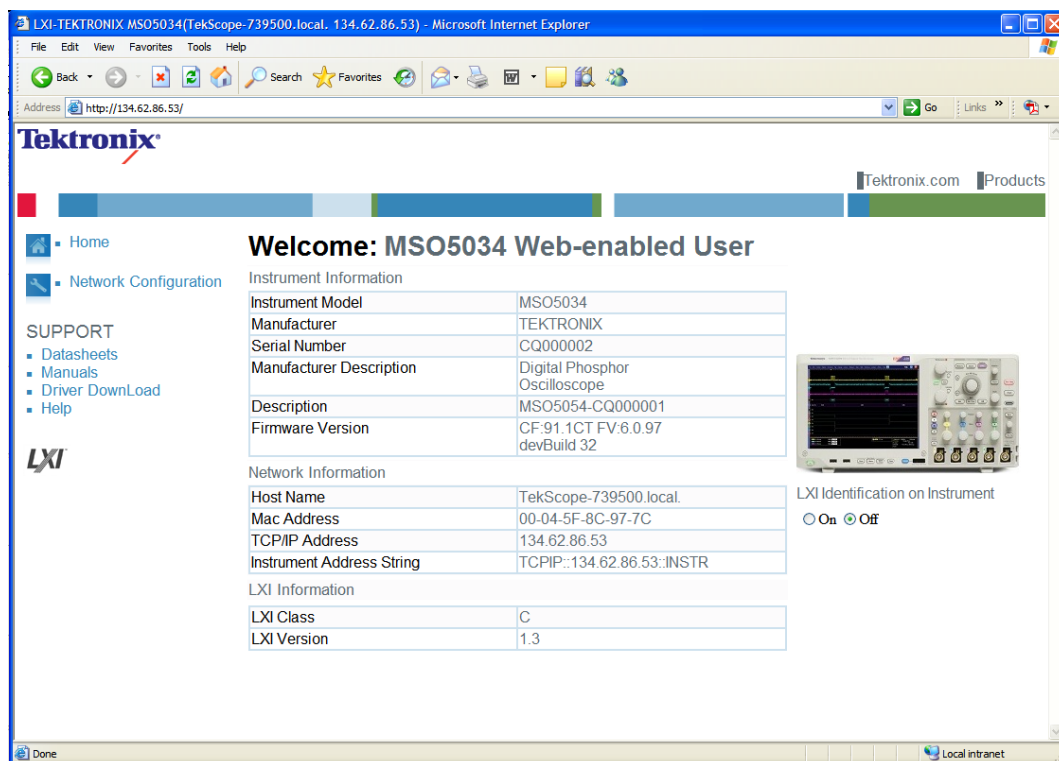 LXI-TEKTRONIX MSO5034(TekScope-739500.local. 134.62.86.53) - Microsoft Internet Explorer
File Edit View Favorites Tools Help
Back Search Favorites
Address http://134.62.86.53/ Go Links »
Tektronix
Tektronix.com Products
Home
Network Configuration
SUPPORT
Datasheets
Manuals
Driver DownLoad
Help
LXI
Welcome: MSO5034 Web-enabled User
Instrument Information
Instrument Model MSO5034
Manufacturer TEKTRONIX
Serial Number CQ000002
Manufacturer Description Digital Phosphor
Oscilloscope
Description MSO5054-CQ000001
Firmware Version CF:91.1CT FV:6.0.97
devBuild 32
Network Information
Host Name TekScope-739500.local.
Mac Address 00-04-5F-8C-97-7C
TCP/IP Address 134.62.86.53
Instrument Address String TCPIP::134.62.86.53::INSTR
LXI Information
LXI Class C
LXI Version 1.3
LXI Identification on Instrument
On Off
Done Local intranet